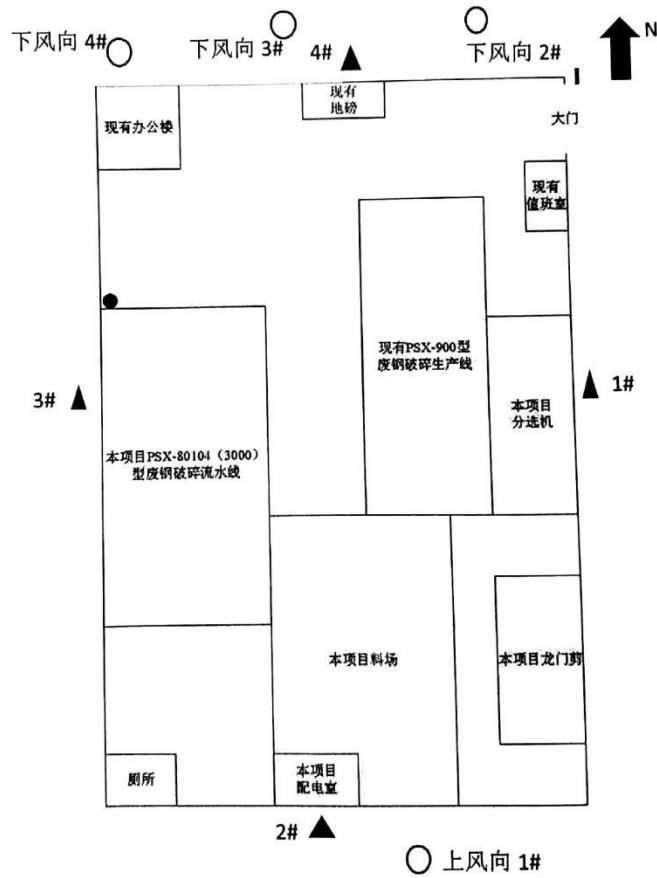 下风向 4#
下风向 3#
4#
下风向 2#
N
现有办公楼
现有
地磅
大门
现有
值班室
现有PSX-900型
废钢破碎生产线
3#
1#
本项目
分选机
本项目PSX-80104（3000）
型废钢破碎流水线
本项目料场
本项目龙门剪
厕所
本项目
配电室
2#
上风向 1#